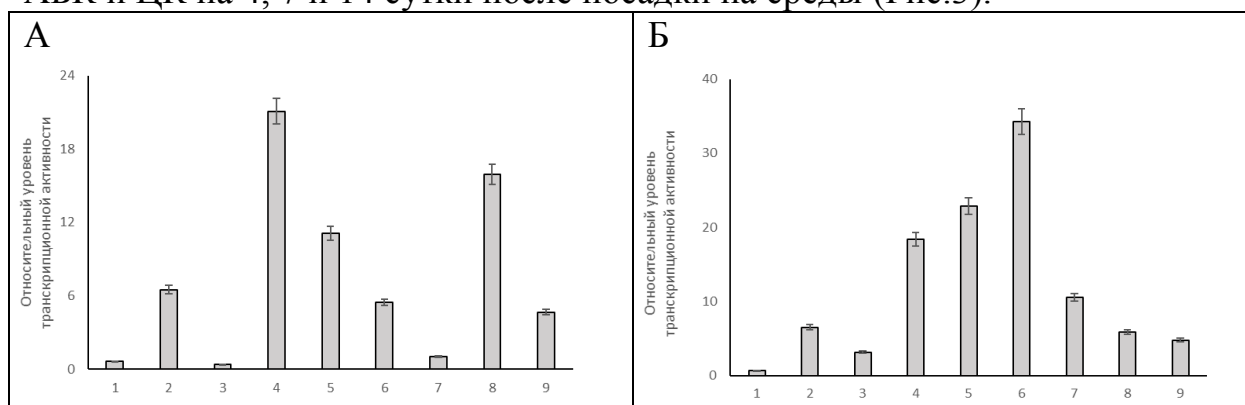 АБК и ЦК на 4, 7 и 14 сутки после посадки на среды (Рис.3).
А
Относительный уровень
транскрипционной активности
24
18
12
6
0
1 2 3 4 5 6 7 8 9
Б
Относительный уровень
транскрипционной активности
40
30
20
10
0
1 2 3 4 5 6 7 8 9